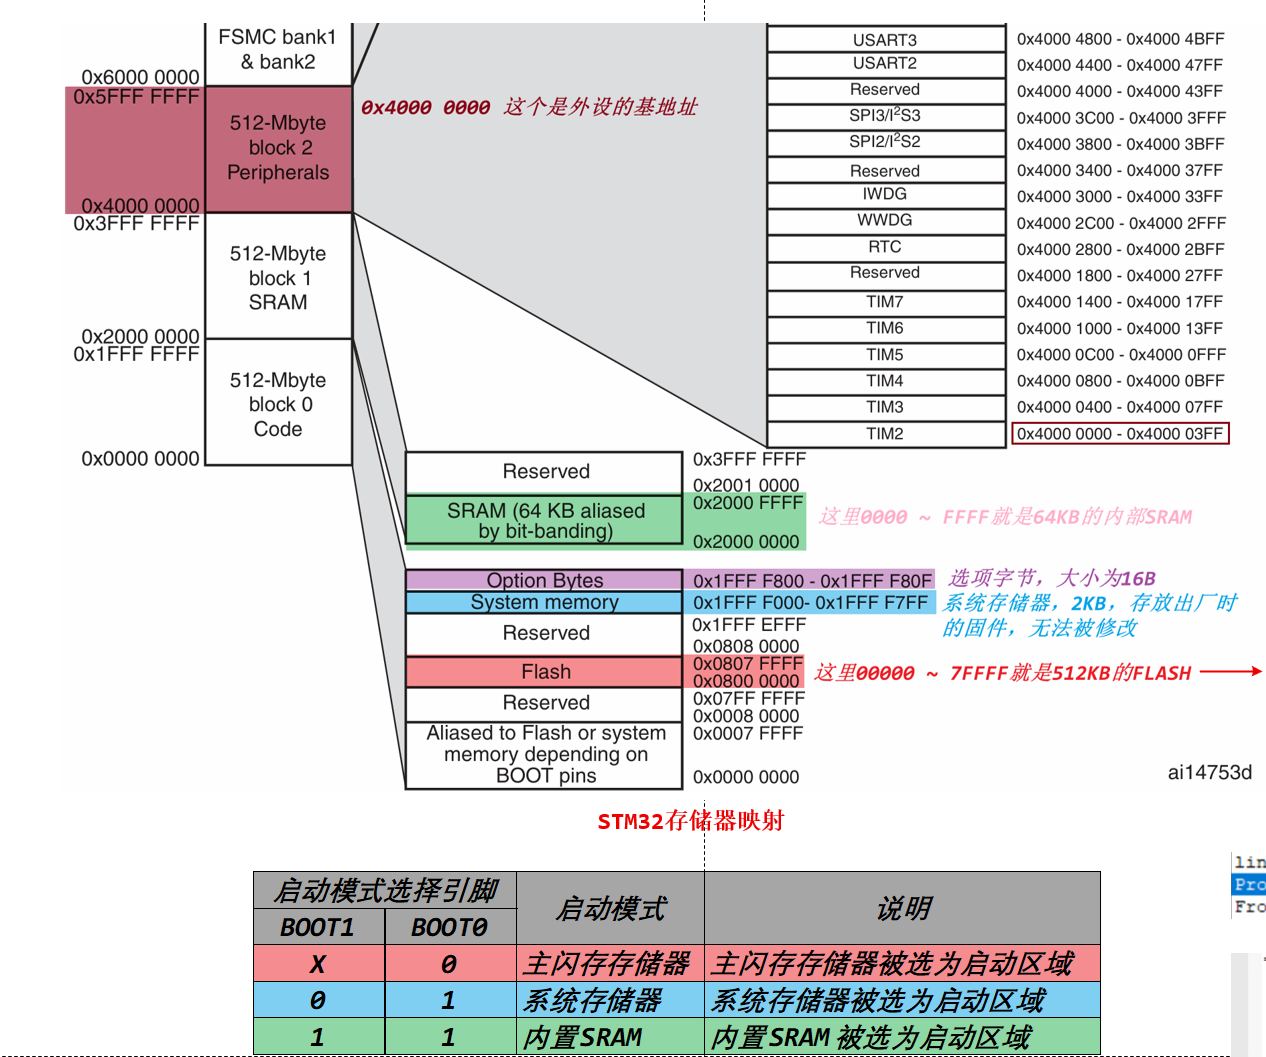 FSMC bank1
& bank2
0x6000 0000
0x5FFF FFFF
512-Mbyte
block 2
Peripherals
0x4000 0000
0x3FFF FFFF
512-Mbyte
block 1
SRAM
0x2000 0000
0x1FFF FFFF
512-Mbyte
block 0
Code
0x0000 0000
0x4000 0000 这个是外设的基地址
USART3 0x4000 4800 - 0x4000 4BFF
USART2 0x4000 4400 - 0x4000 47FF
Reserved 0x4000 4000 - 0x4000 43FF
SPI3/I²S3 0x4000 3C00 - 0x4000 3FFF
SPI2/I²S2 0x4000 3800 - 0x4000 3BFF
Reserved 0x4000 3400 - 0x4000 37FF
IWDG 0x4000 3000 - 0x4000 33FF
WWDG 0x4000 2C00 - 0x4000 2FFF
RTC 0x4000 2800 - 0x4000 2BFF
Reserved 0x4000 1800 - 0x4000 27FF
TIM7 0x4000 1400 - 0x4000 17FF
TIM6 0x4000 1000 - 0x4000 13FF
TIM5 0x4000 0C00 - 0x4000 0FFF
TIM4 0x4000 0800 - 0x4000 0BFF
TIM3 0x4000 0400 - 0x4000 07FF
TIM2 0x4000 0000 - 0x4000 03FF
Reserved
0x3FFF FFFF
0x2001 0000
SRAM (64 KB aliased
by bit-banding)
0x2000 FFFF
0x2000 0000
这里0000 ~ FFFF就是64KB的内部SRAM
Option Bytes 0x1FFF F800 - 0x1FFF F80F 选项字节，大小为16B
System memory 0x1FFF F000- 0x1FFF F7FF 系统存储器，2KB，存放出厂时
的固件，无法被修改
Reserved
0x1FFF EFFF
0x0808 0000
Flash
0x0807 FFFF
0x0800 0000
这里00000 ~ 7FFFF就是512KB的FLASH
Reserved
0x07FF FFFF
0x0008 0000
Aliased to Flash or system
memory depending on
BOOT pins
0x0007 FFFF
0x0000 0000
ai14753d
STM32存储器映射
启动模式选择引脚 启动模式 说明
BOOT1 BOOT0
X 0 主闪存存储器 主闪存存储器被选为启动区域
0 1 系统存储器 系统存储器被选为启动区域
1 1 内置SRAM 内置SRAM被选为启动区域
lin
Pro
Fro